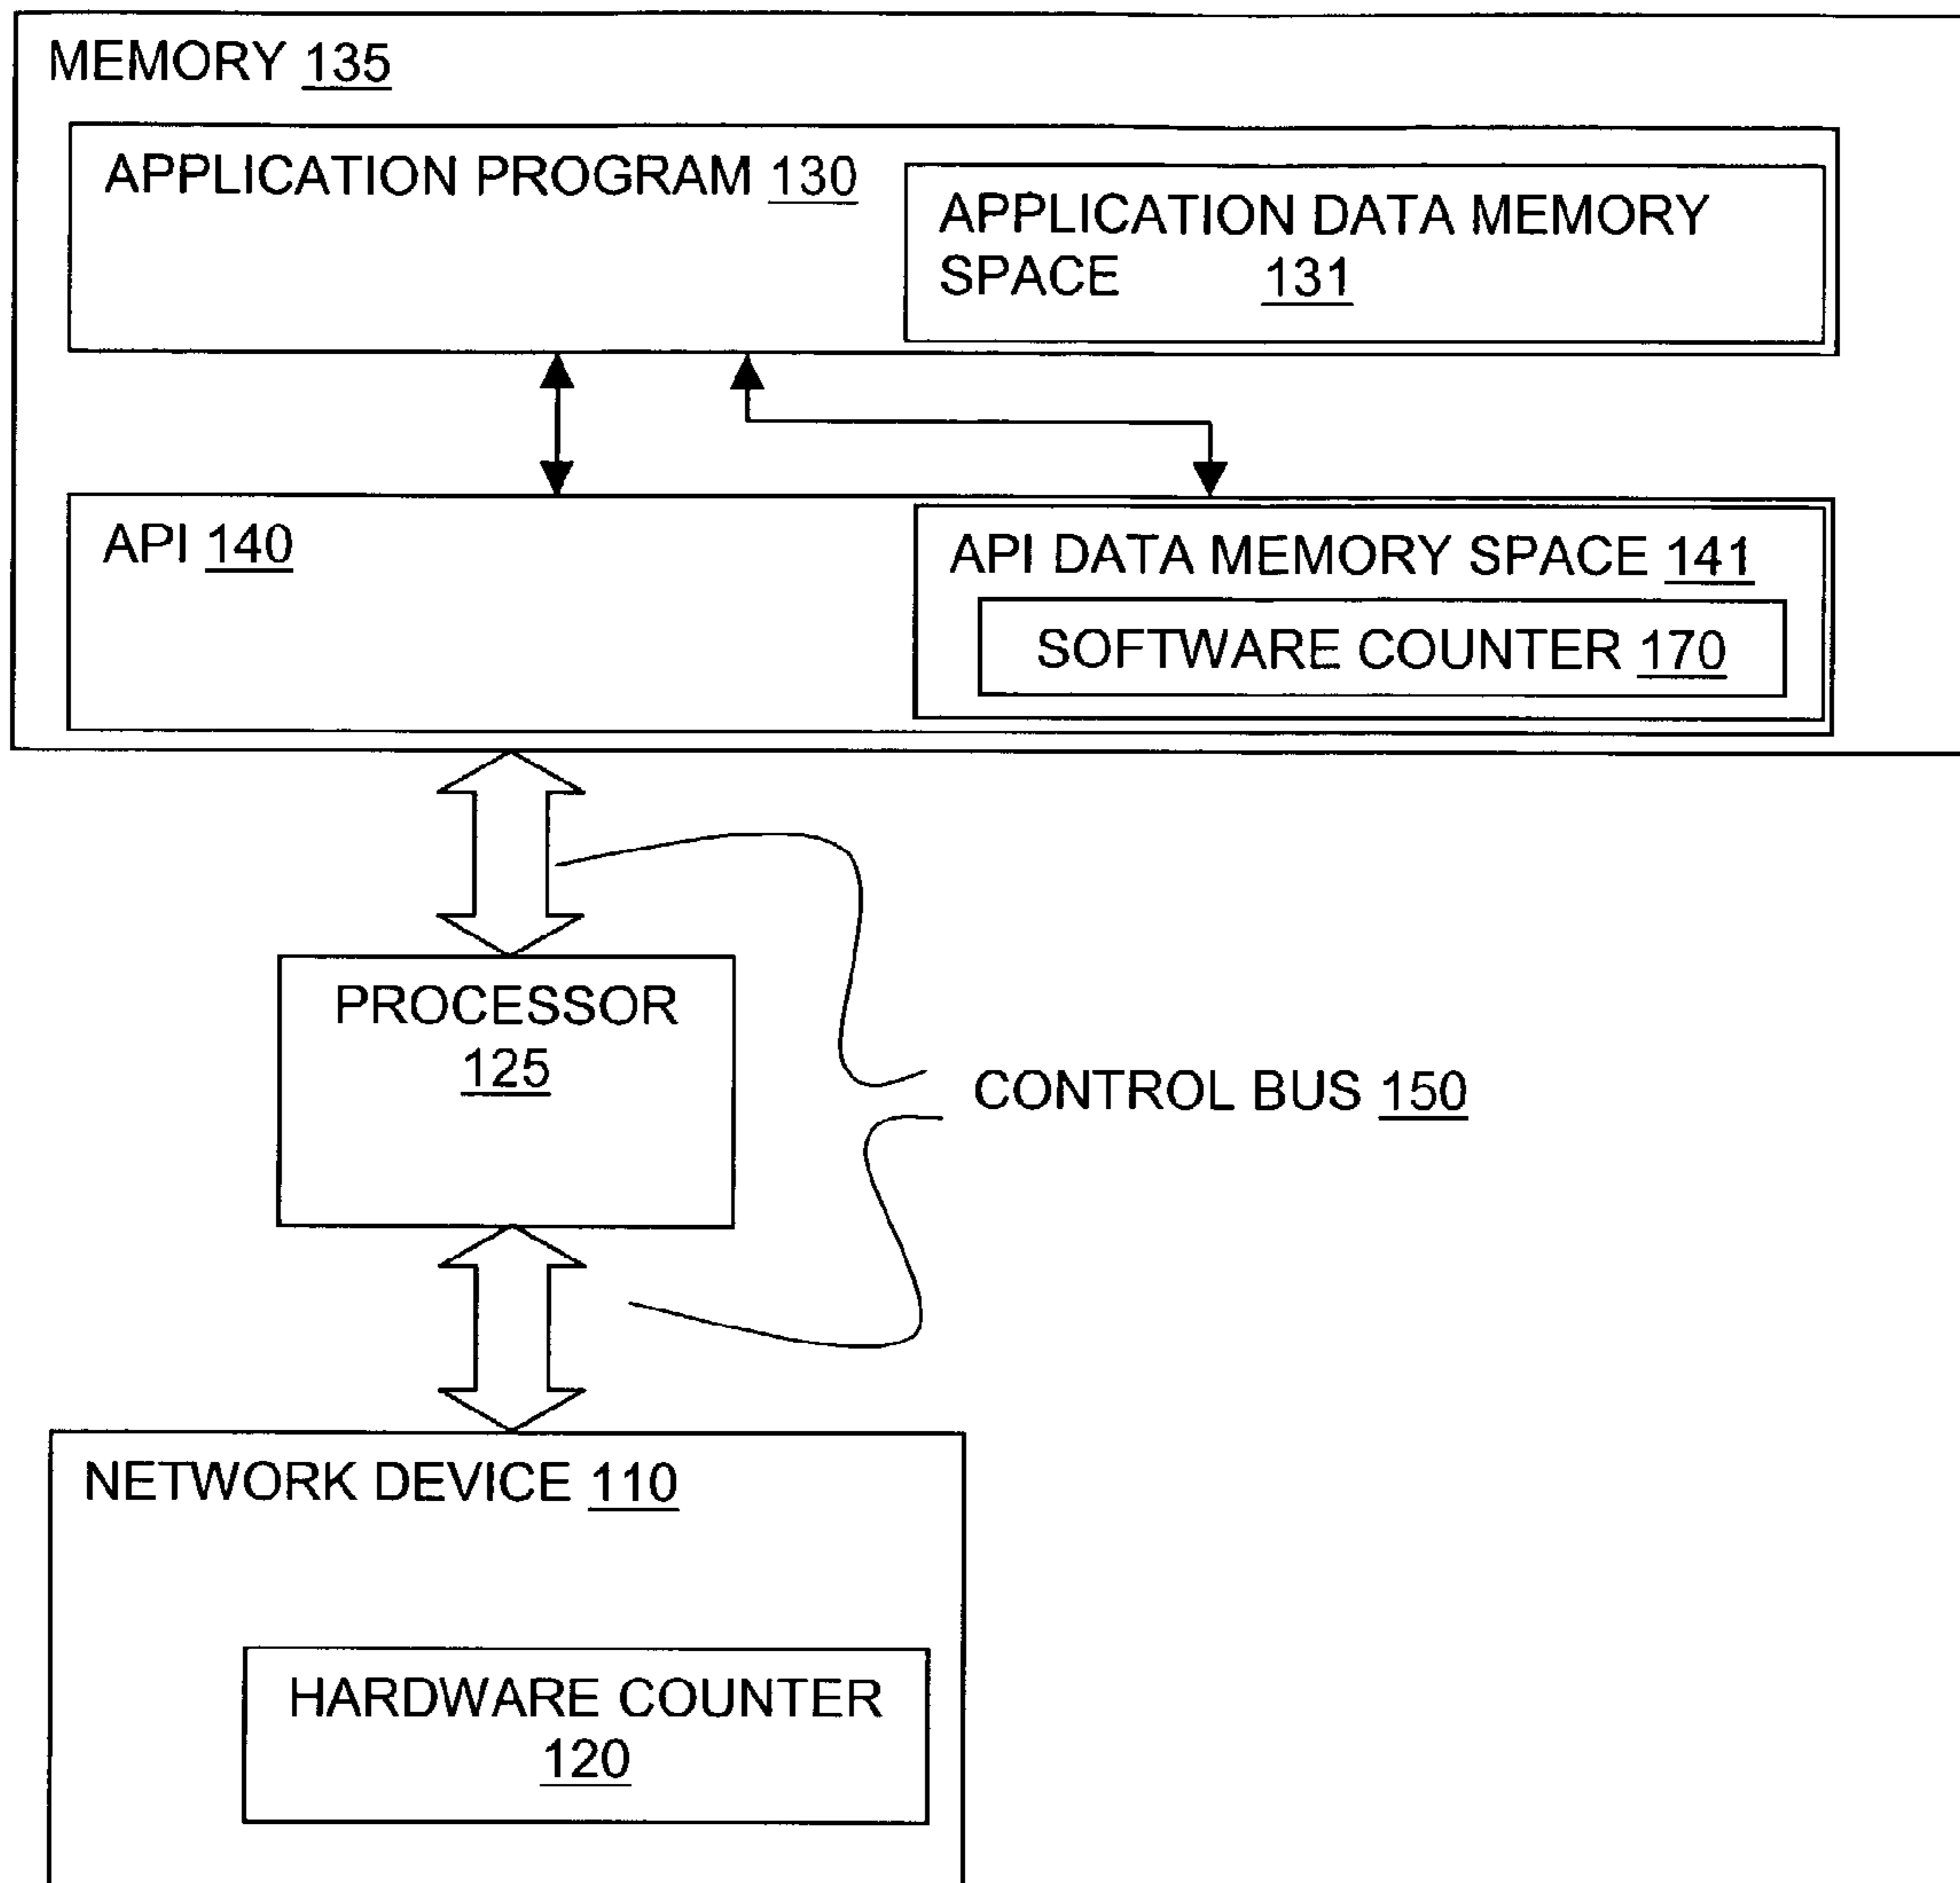 MEMORY 135
APPLICATION PROGRAM 130
APPLICATION DATA MEMORY
SPACE 131
API 140
API DATA MEMORY SPACE 141
SOFTWARE COUNTER 170
PROCESSOR
125
CONTROL BUS 150
NETWORK DEVICE 110
HARDWARE COUNTER
120